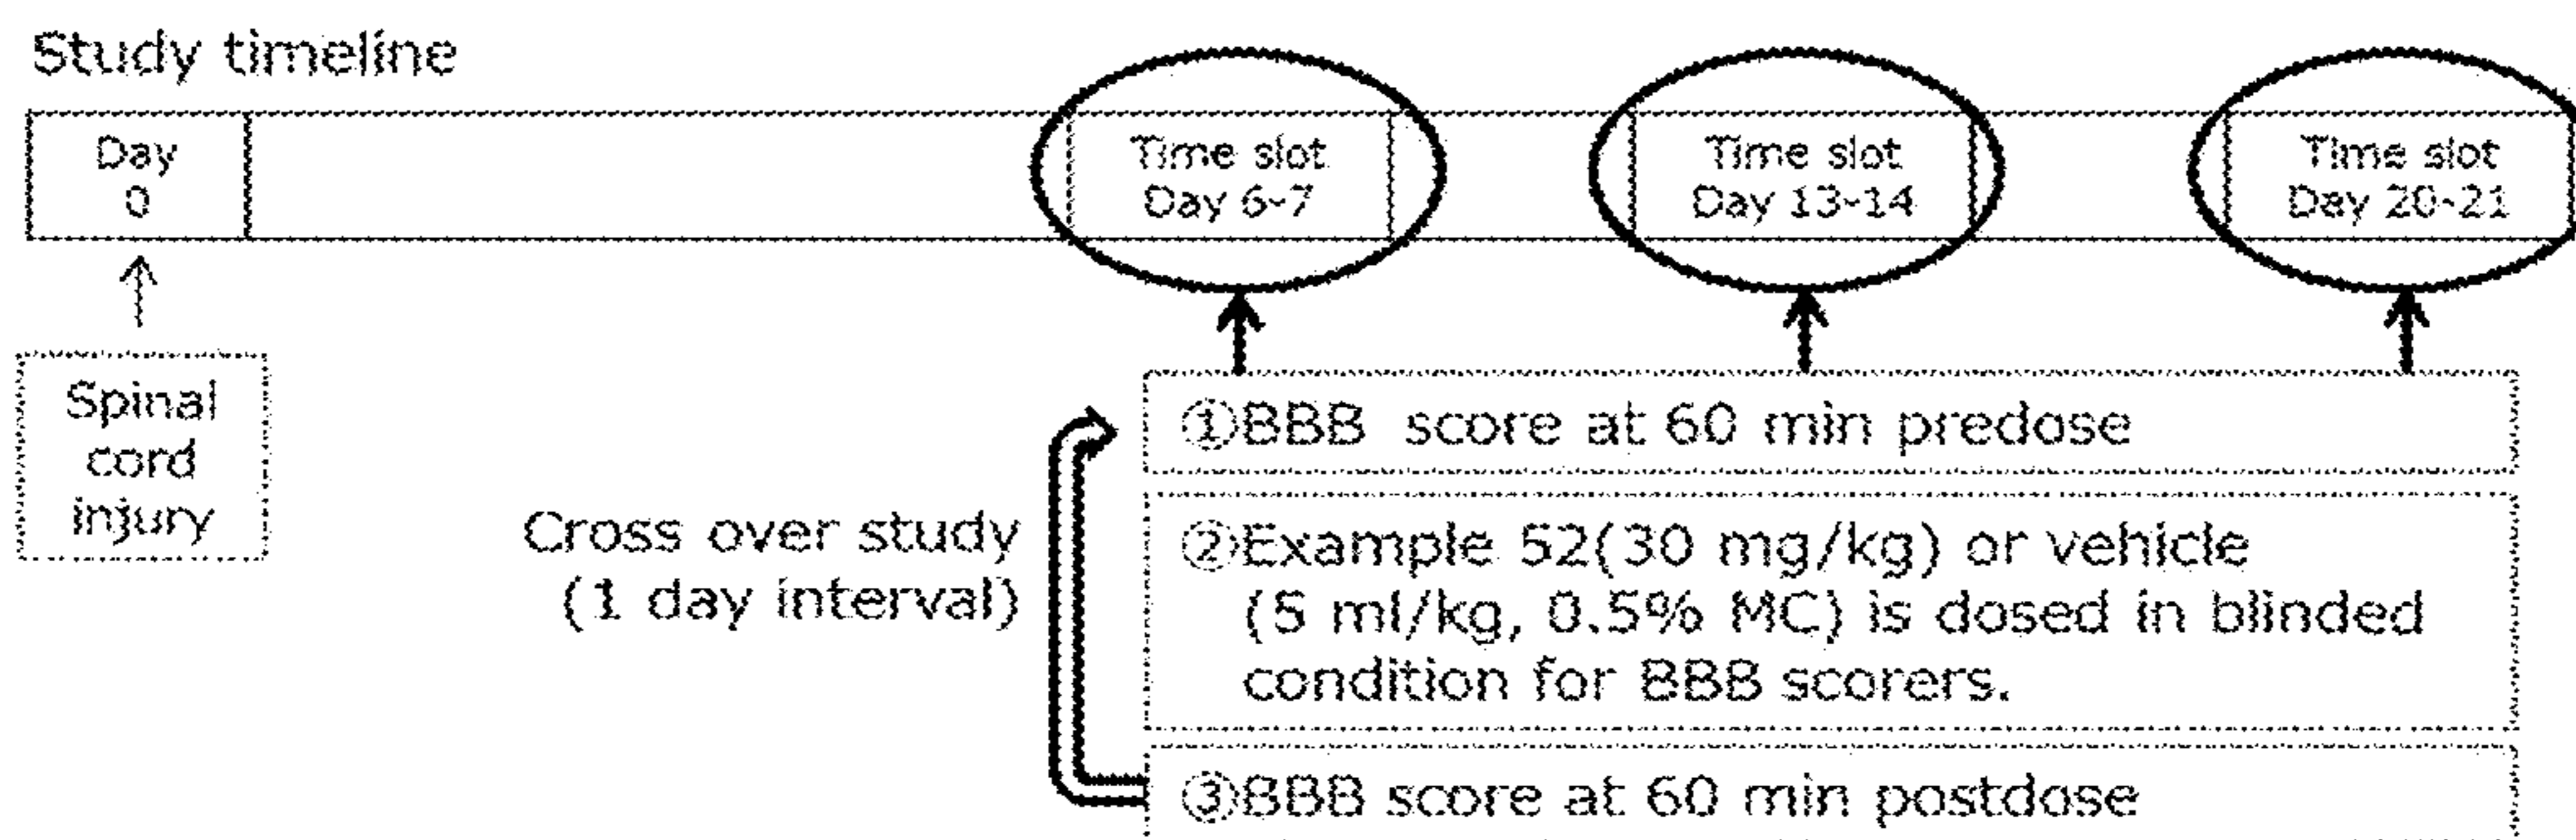 Study timeline
Day
0
Time slot
Day 6-7
Time slot
Day 13-14
Time slot
Day 20-21
Spinal
cord
injury
Cross over study
(1 day interval)
①BBB score at 60 min predose
②Example 52(30 mg/kg) or vehicle
(5 ml/kg, 0.5% MC) is dosed in blinded
condition for BBB scorers.
③BBB score at 60 min postdose